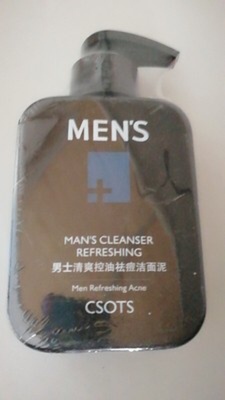 MEN'S
MAN'S CLEANSER
REFRESHING
男士清爽控油祛痘洁面泥
Men Refreshing Acne
CSOTS